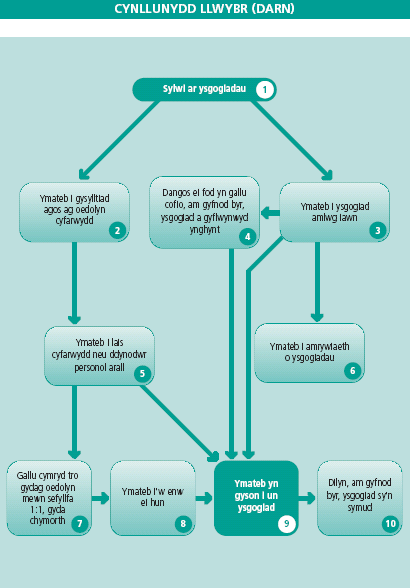 CYNLLUNYDD LLWYBR (DARN)
Sylwi ar ysgogiadau
1
Ymateb i gysylltiad
agos ag oedolyn
cyfarwydd
2
Dangos ei fod yn gallu
cofio, am gyfnod byr,
ysgogiad a gyflwynwyd
ynghynt
4
Ymateb i ysgogiad
amlwg iawn
3
Ymateb i lais
cyfarwydd neu ddynodwr
personol arall
5
Ymateb i amrywiaeth
o ysgogiadau
6
Gallu cymryd tro
gydag oedolyn
mewn sefyllfa
1:1, gyda
chymorth
7
Ymateb i'w enw
ei hun
8
Ymateb yn
gyson i un
ysgogiad
9
Dilyn, am gyfnod
byr, ysgogiad sy'n
symud
10